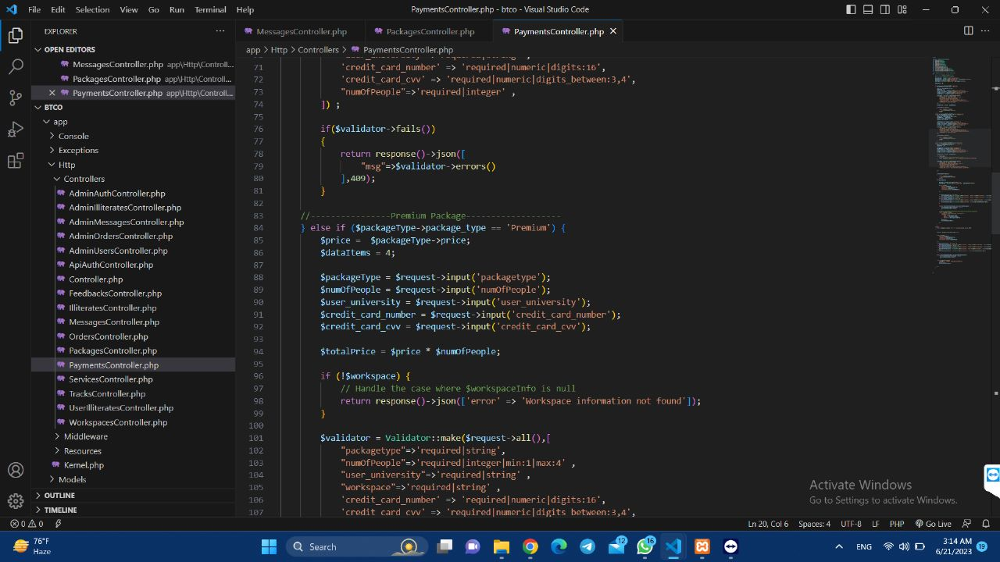 File Edit Selection View Go Run Terminal Help
PaymentsController.php - btco - Visual Studio Code
EXPLORER
OPEN EDITORS
MessagesController.php app\Http\Controll...
PackagesController.php app\Http\Controll...
PaymentsController.php app\Http\Controll...
BTCO
app
Console
Exceptions
Http
Controllers
AdminAuthController.php
AdminIlliteratesController.php
AdminMessagesController.php
AdminOrdersController.php
AdminUsersController.php
ApiAuthController.php
Controller.php
FeedbacksController.php
IlliteratesController.php
MessagesController.php
OrdersController.php
PackagesController.php
PaymentsController.php
ServicesController.php
TracksController.php
UserIlliteratesController.php
WorkspacesController.php
Middleware
Resources
Kernel.php
Models
OUTLINE
TIMELINE
MessagesController.php PackagesController.php PaymentsController.php
app > Http > Controllers > PaymentsController.php
71 'credit_card_number' => 'required|numeric|digits:16',
72 'credit_card_cvv' => 'required|numeric|digits_between:3,4',
73 'numOfPeople'=>'required|integer' ,
74 ]) ;
75
76 if($validator->fails())
77 {
78 return response()->json([
79 "msg"=>$validator->errors()
80 ],409);
81 }
82
84 } else if ($packageType->package_type == 'Premium') {
85 $price = $packageType->price;
86 $dataItems = 4;
87
88 $packageType = $request->input('packagetype');
89 $numOfPeople = $request->input('numOfPeople');
90 $user_university = $request->input('user_university');
91 $credit_card_number = $request->input('credit_card_number');
92 $credit_card_cvv = $request->input('credit_card_cvv');
93
94 $totalPrice = $price * $numOfPeople;
95
96 if (!$workspace) {
97 // Handle the case where $workspaceInfo is null
98 return response()->json(['error' => 'Workspace information not found']);
99 }
100
101 $validator = Validator::make($request->all(),[
102 "packagetype"=>'required|string',
103 "numOfPeople"=>'required|integer|min:1|max:4' ,
104 "user_university"=>'required|string' ,
105 "workspace"=>'required|string' ,
106 'credit_card_number' => 'required|numeric|digits:16',
107 'credit_card_cvv' => 'required|numeric|digits_between:3,4',
Activate Windows
Go to Settings to activate Windows.
0 0 Ln 20, Col 6 Spaces: 4 UTF-8 LF PHP Go Live
76°F
Haze
Search
12
16
ENG
3:14 AM
6/21/2023
19